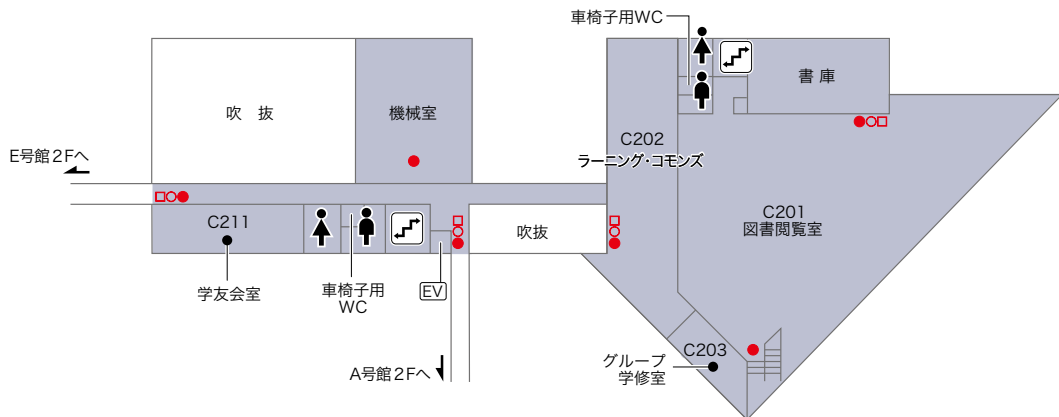 車椅子用WC
書 庫
吹 抜
機械室
C202
ラーニング・コモンズ
E号館2Fへ
C211
C201
図書閲覧室
吹抜
学友会室
車椅子用
WC
EV
C203
グループ
学修室
A号館2Fへ